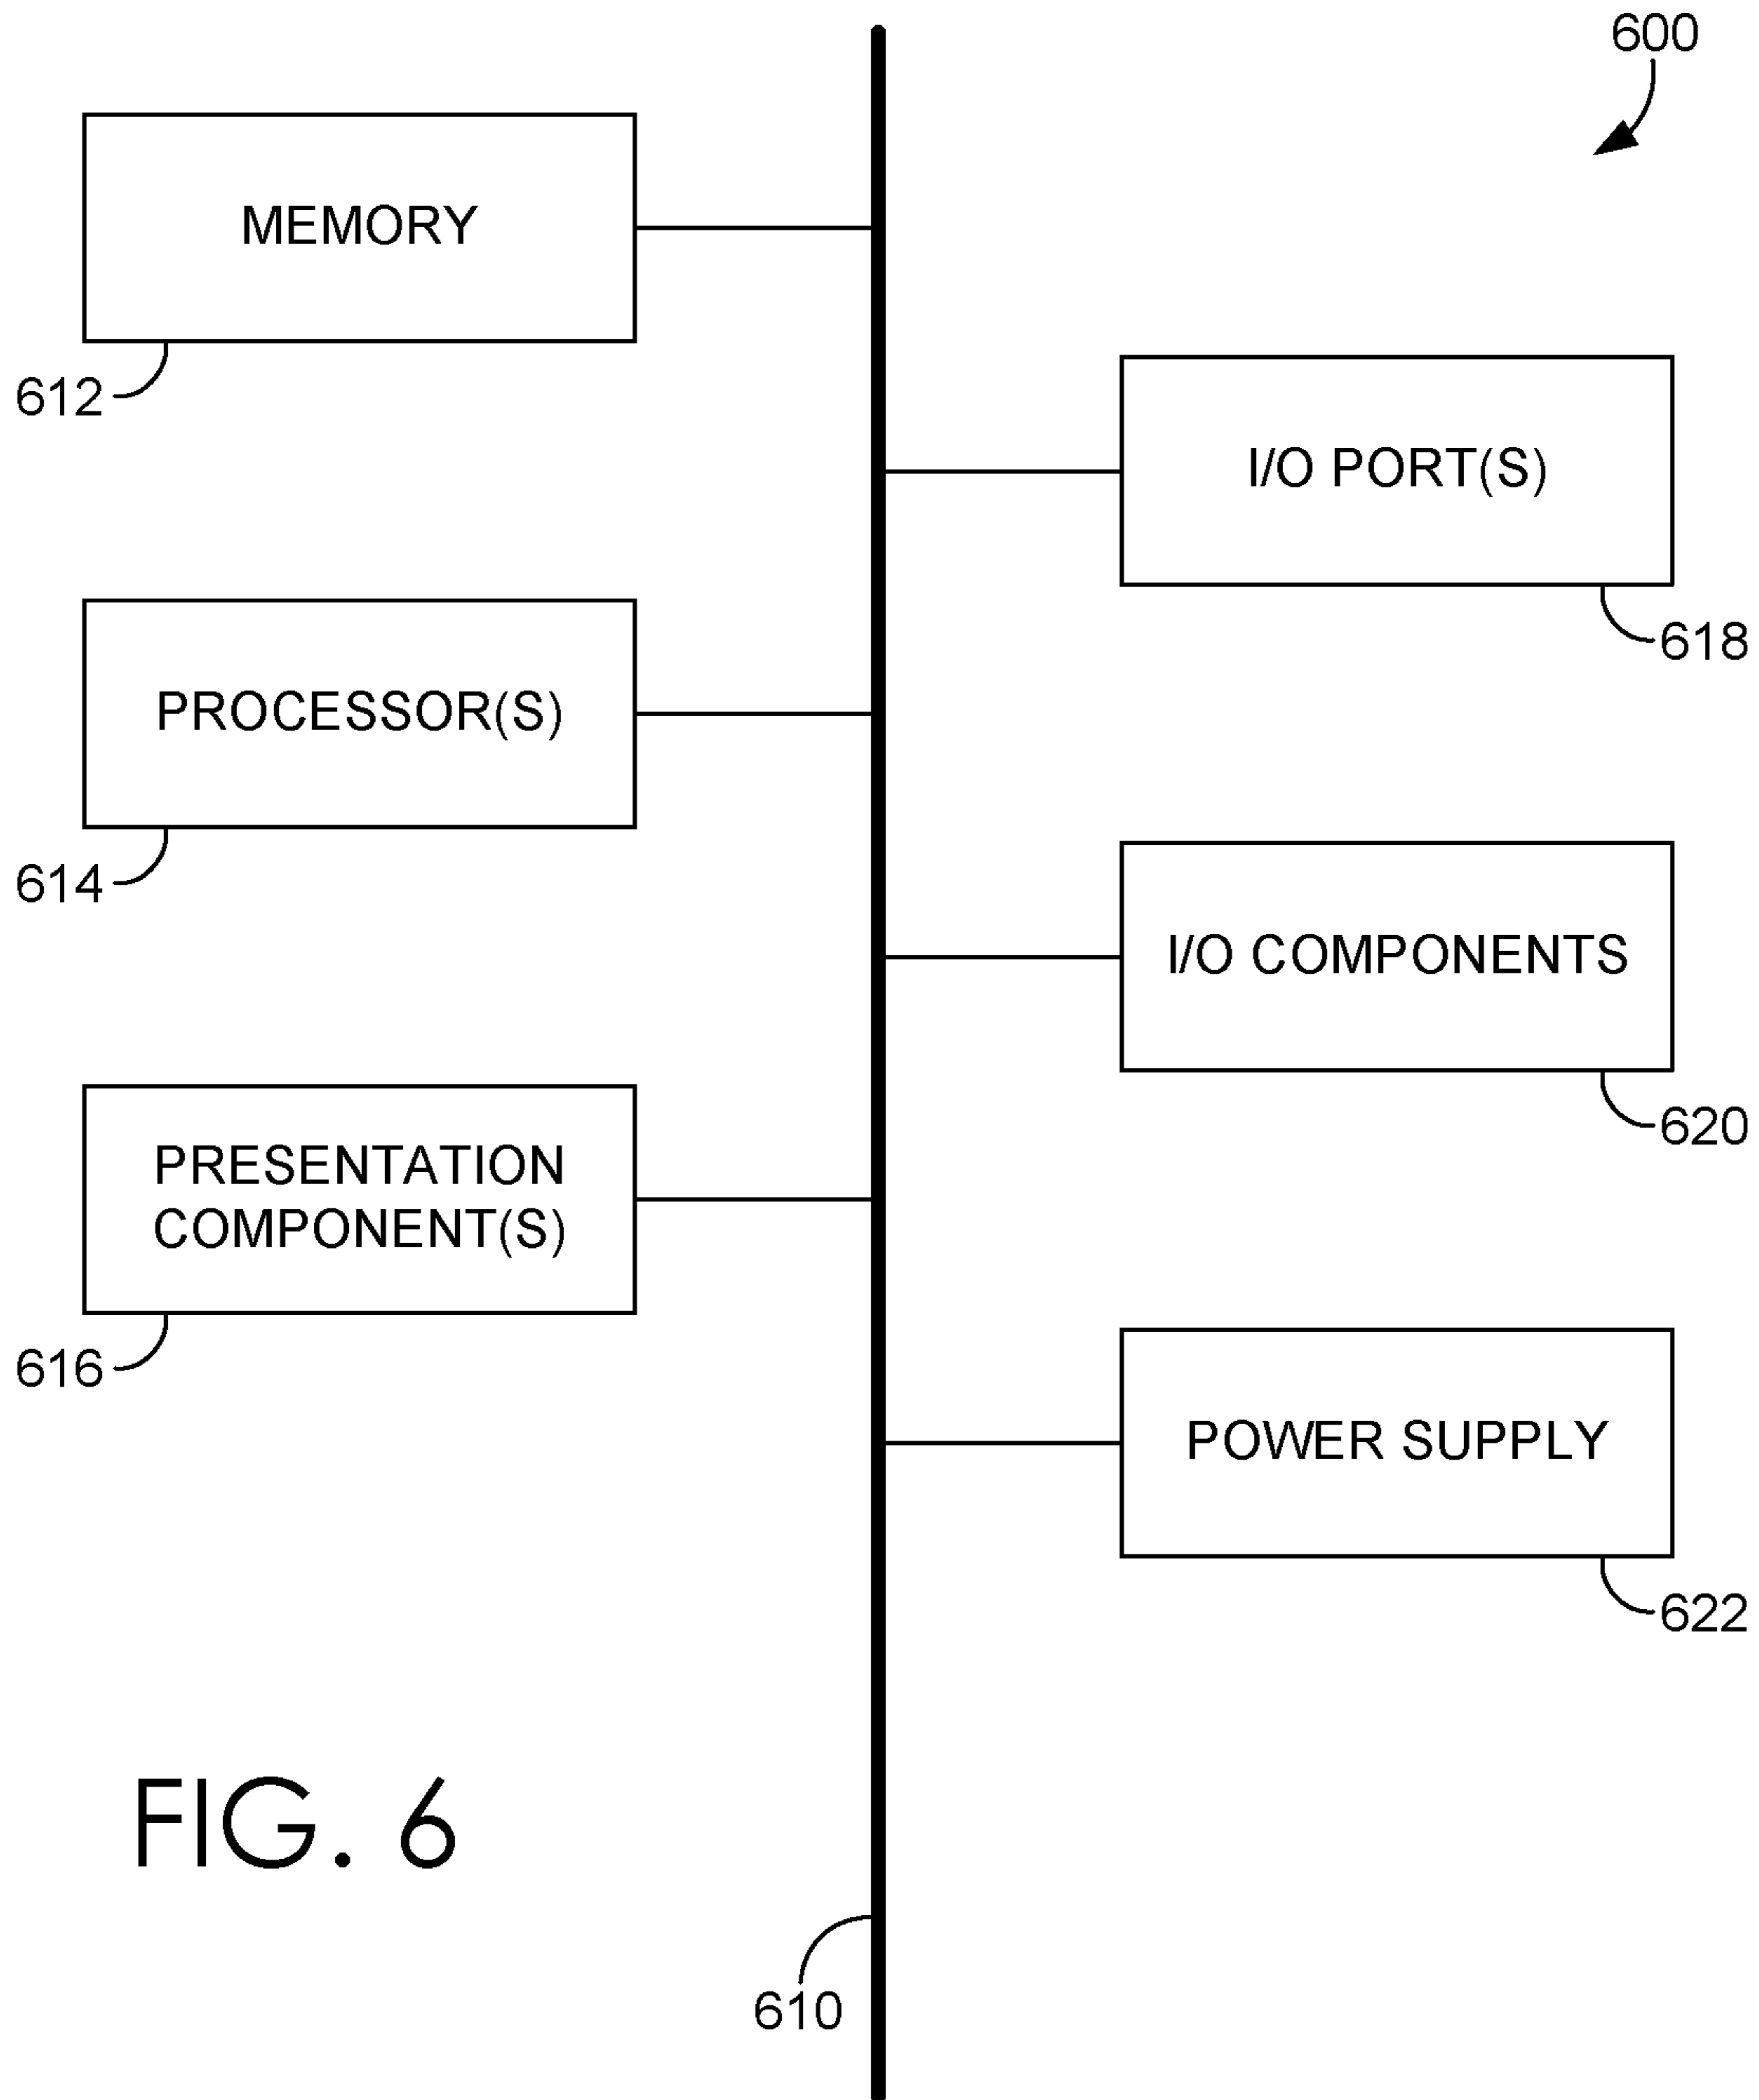 600
MEMORY
612
I/O PORT(S)
618
PROCESSOR(S)
614
I/O COMPONENTS
620
PRESENTATION
COMPONENT(S)
616
POWER SUPPLY
622
FIG. 6
610